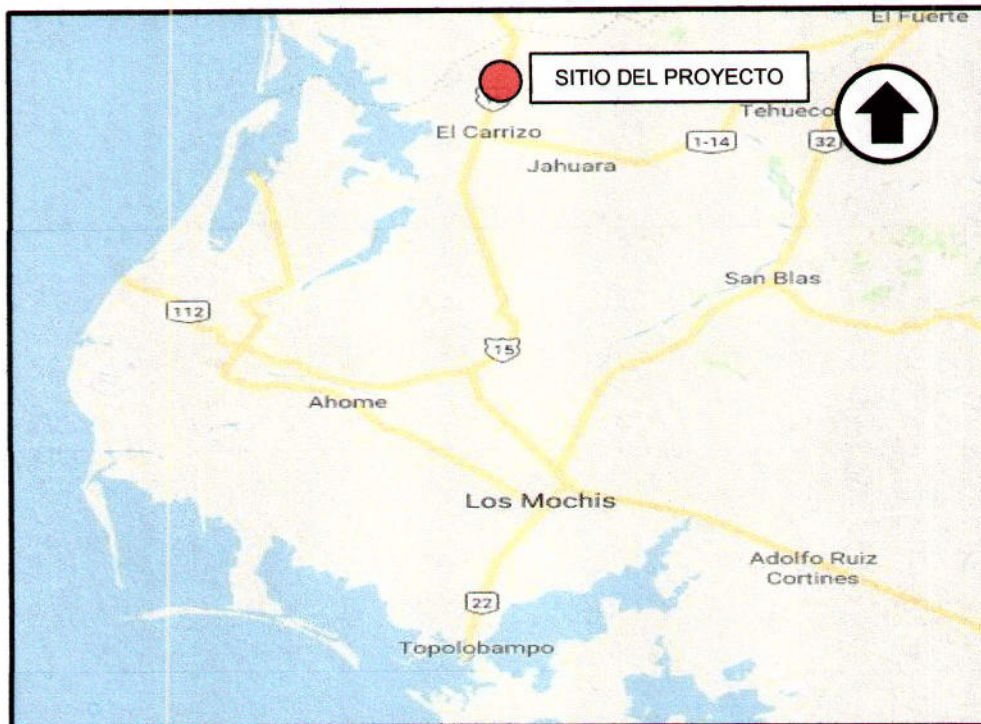 El Fuerte
SITIO DEL PROYECTO
Tehueco
El Carrizo
1-14
32
Jahuara
San Blas
112
15
Ahome
Los Mochis
Adolfo Ruiz
Cortines
22
Topolobampo